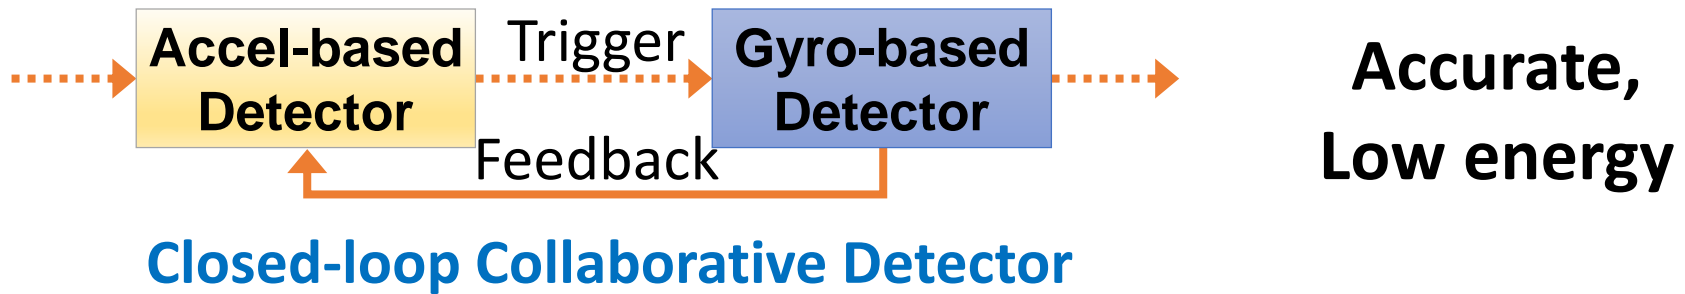 Accel-based
Detector
Trigger
Gyro-based
Detector
Feedback
Accurate,
Low energy
Closed-loop Collaborative Detector